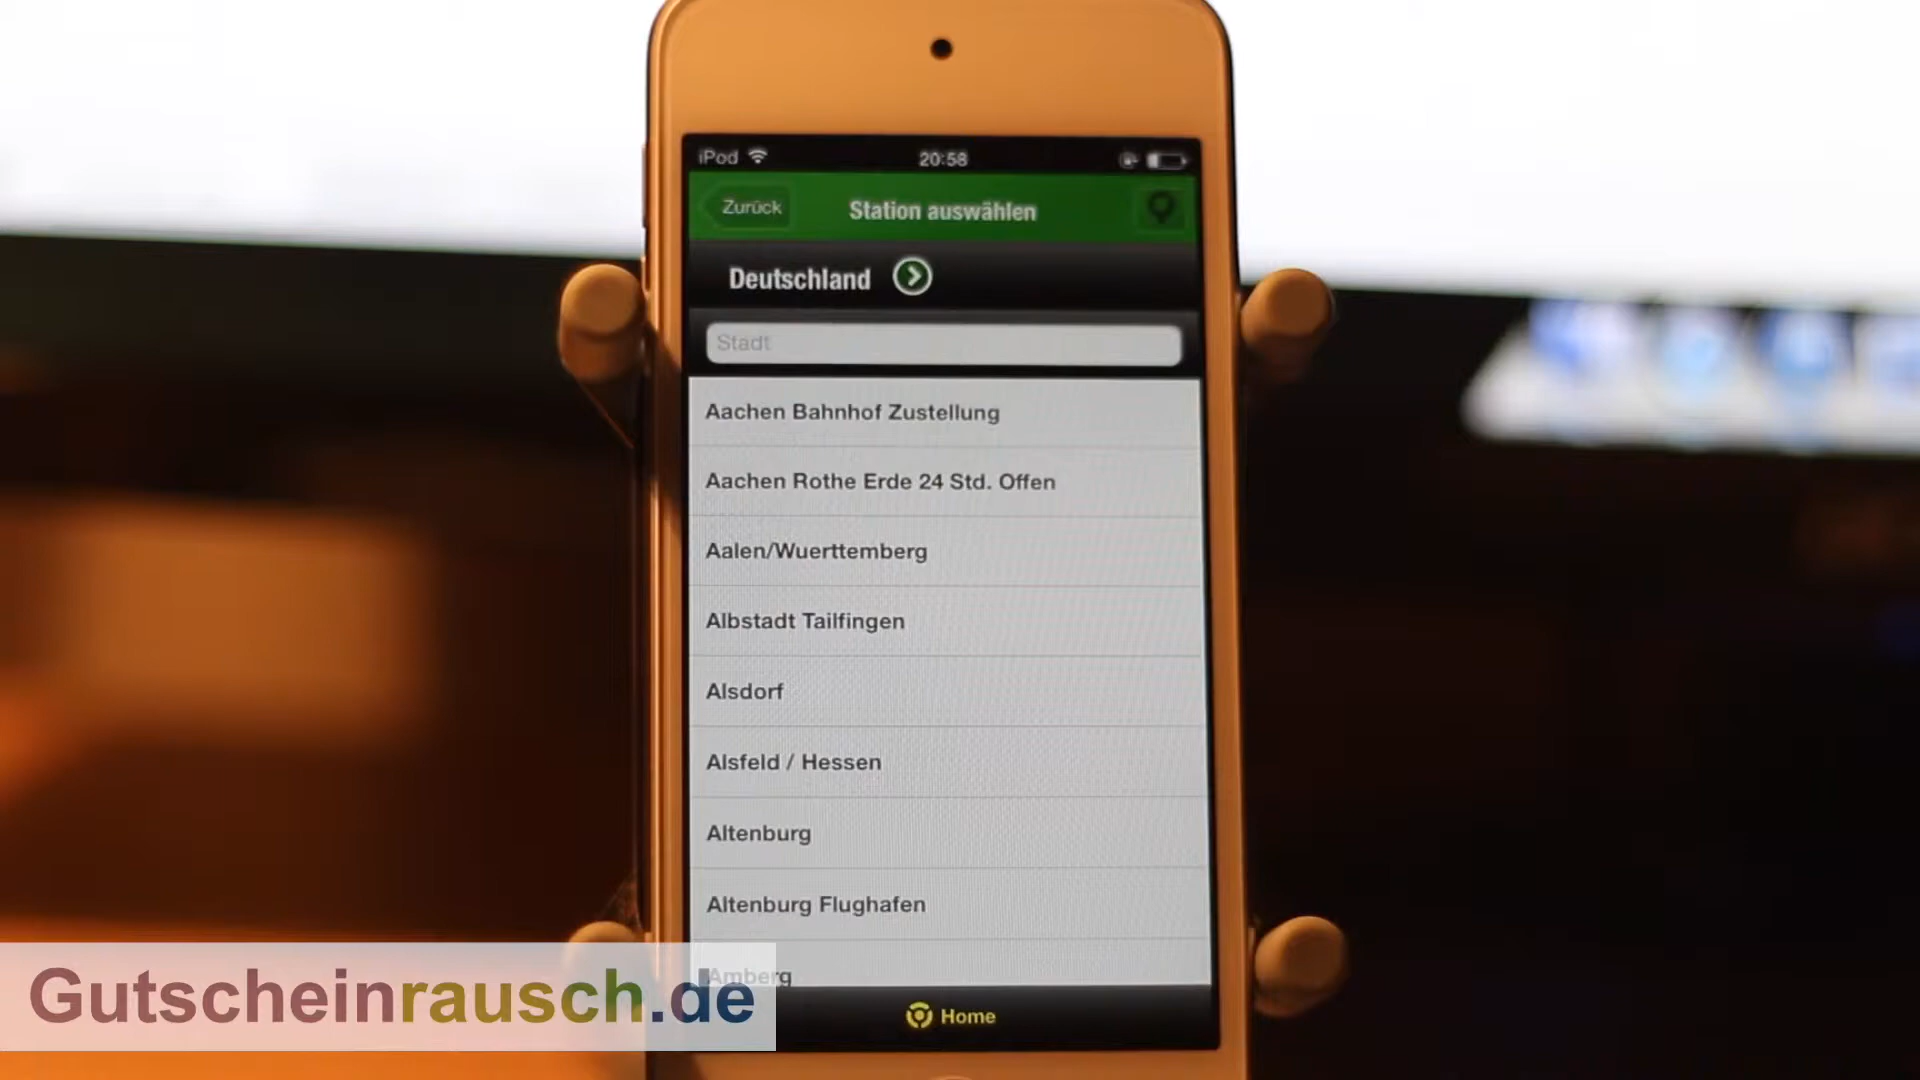 iPod
20:58
Zurück
Station auswählen
Deutschland
Stadt
Aachen Bahnhof Zustellung
Aachen Rothe Erde 24 Std. Offen
Aalen/Wuerttemberg
Albstadt Tailfingen
Alsdorf
Alsfeld / Hessen
Altenburg
Altenburg Flughafen
Amberg
Gutscheinrausch.de
Home